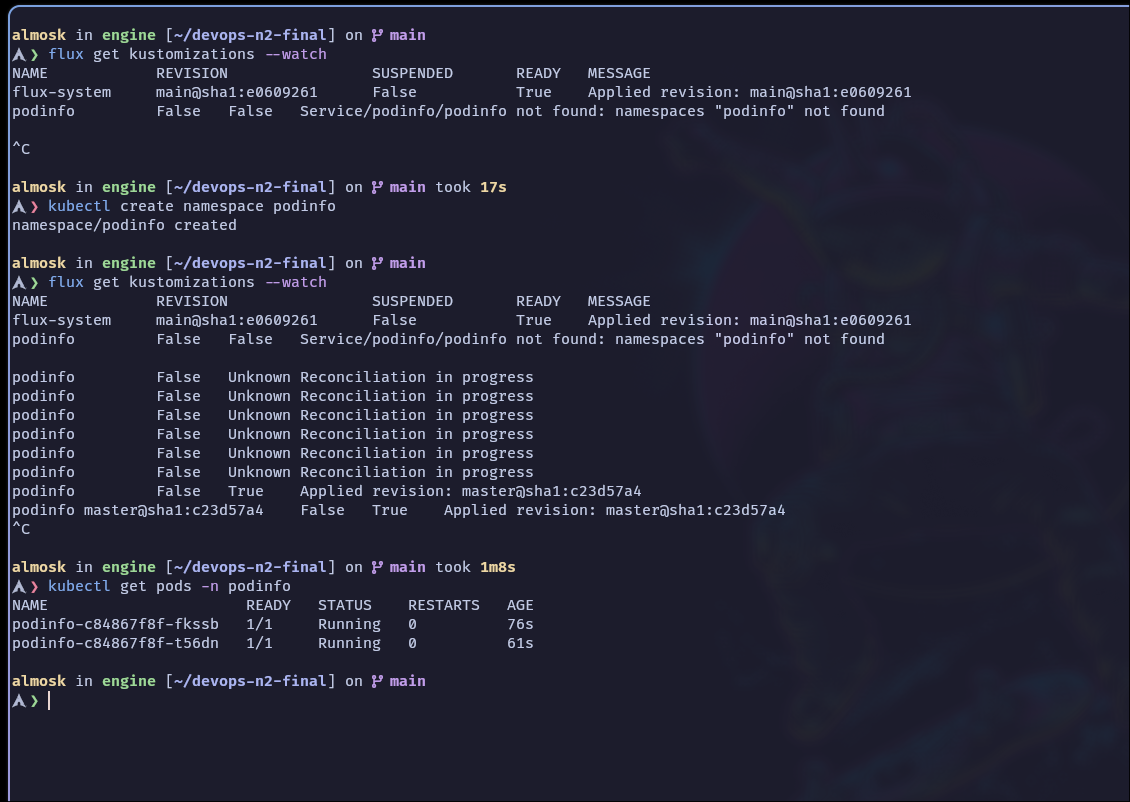 almosk in engine [~/devops-n2-final] on main
❯ flux get kustomizations --watch
NAME REVISION SUSPENDED READY MESSAGE
flux-system main@sha1:e0609261 False True Applied revision: main@sha1:e0609261
podinfo False False Service/podinfo/podinfo not found: namespaces "podinfo" not found
^C
almosk in engine [~/devops-n2-final] on main took 17s
❯ kubectl create namespace podinfo
namespace/podinfo created
almosk in engine [~/devops-n2-final] on main
❯ flux get kustomizations --watch
NAME REVISION SUSPENDED READY MESSAGE
flux-system main@sha1:e0609261 False True Applied revision: main@sha1:e0609261
podinfo False False Service/podinfo/podinfo not found: namespaces "podinfo" not found
podinfo False Unknown Reconciliation in progress
podinfo False Unknown Reconciliation in progress
podinfo False Unknown Reconciliation in progress
podinfo False Unknown Reconciliation in progress
podinfo False Unknown Reconciliation in progress
podinfo False Unknown Reconciliation in progress
podinfo False True Applied revision: master@sha1:c23d57a4
podinfo master@sha1:c23d57a4 False True Applied revision: master@sha1:c23d57a4
^C
almosk in engine [~/devops-n2-final] on main took 1m8s
❯ kubectl get pods -n podinfo
NAME READY STATUS RESTARTS AGE
podinfo-c84867f8f-fkssb 1/1 Running 0 76s
podinfo-c84867f8f-t56dn 1/1 Running 0 61s
almosk in engine [~/devops-n2-final] on main
❯